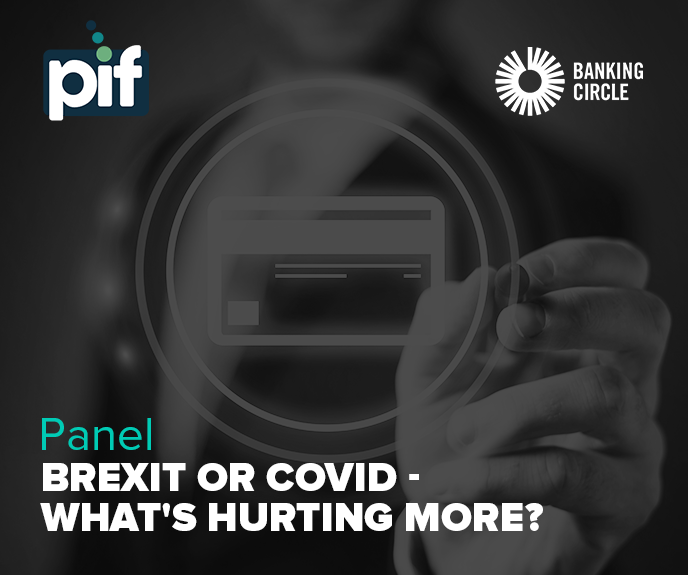 pif
BANKING
CIRCLE
Panel
BREXIT OR COVID -
WHAT'S HURTING MORE?